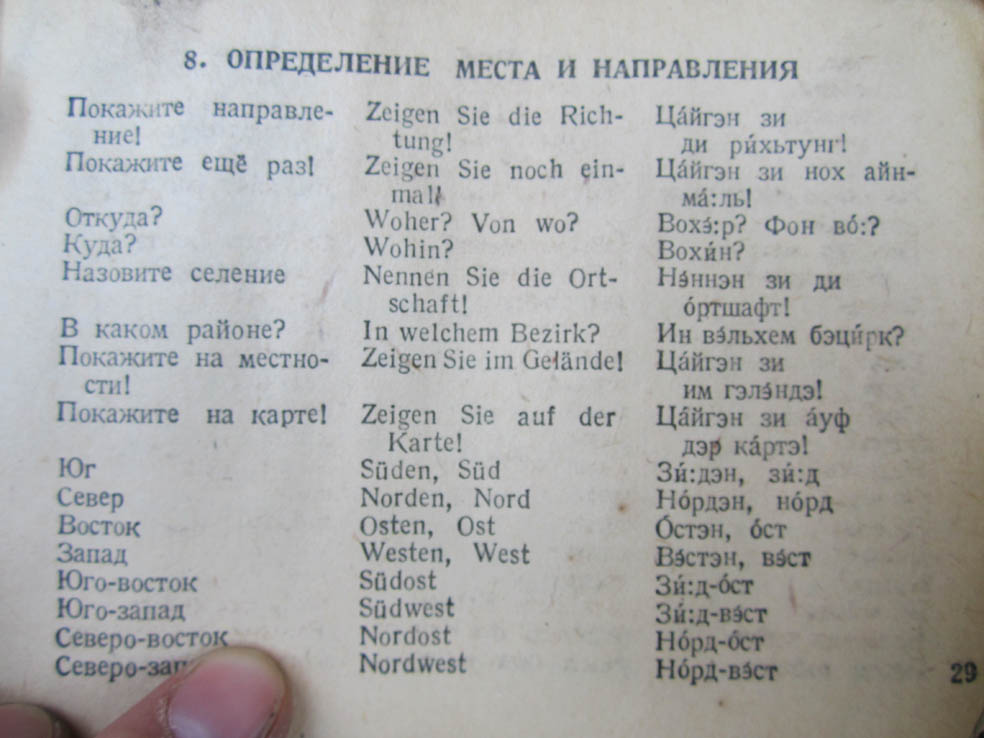 8. ОПРЕДЕЛЕНИЕ МЕСТА И НАПРАВЛЕНИЯ
Покажите направле- Zeigen Sie die Rich- Ца́йгэн зи
ние! tung! ди ри́хьтунг!
Покажите ещё раз! Zeigen Sie noch ein- Ца́йгэн зи нох айн-
mal! ма́:ль!
Откуда? Woher? Von wo? Вохэ́:р? Фон во́:?
Куда? Wohin? Вохи́н?
Назовите селение Nennen Sie die Ort- Нэ́ннэн зи ди
schaft! о́ртшафт!
В каком районе? In welchem Bezirk? Ин вэ́льхем бэци́рк?
Покажите на местно- Zeigen Sie im Gelände! Ца́йгэн зи
сти! им гэлэ́ндэ!
Покажите на карте! Zeigen Sie auf der Ца́йгэн зи а́уф
Karte! дэр ка́ртэ!
Юг Süden, Süd Зи́:дэн, зи́:д
Север Norden, Nord Но́рдэн, но́рд
Восток Osten, Ost О́стэн, о́ст
Запад Westen, West Вэ́стэн, вэ́ст
Юго-восток Südost Зи́:д-о́ст
Юго-запад Südwest Зи́:д-вэ́ст
Северо-восток Nordost Но́рд-о́ст
Северо-за Nordwest Но́рд-вэ́ст
29